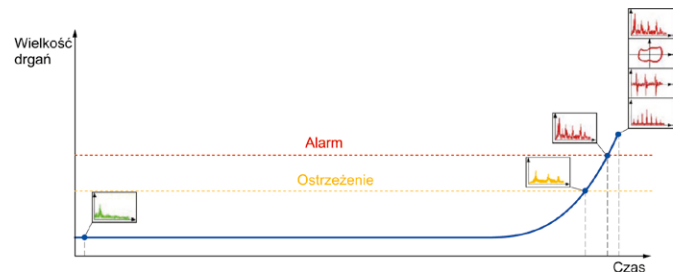 Wielkość
drgań
Alarm
Ostrzeżenie
Czas